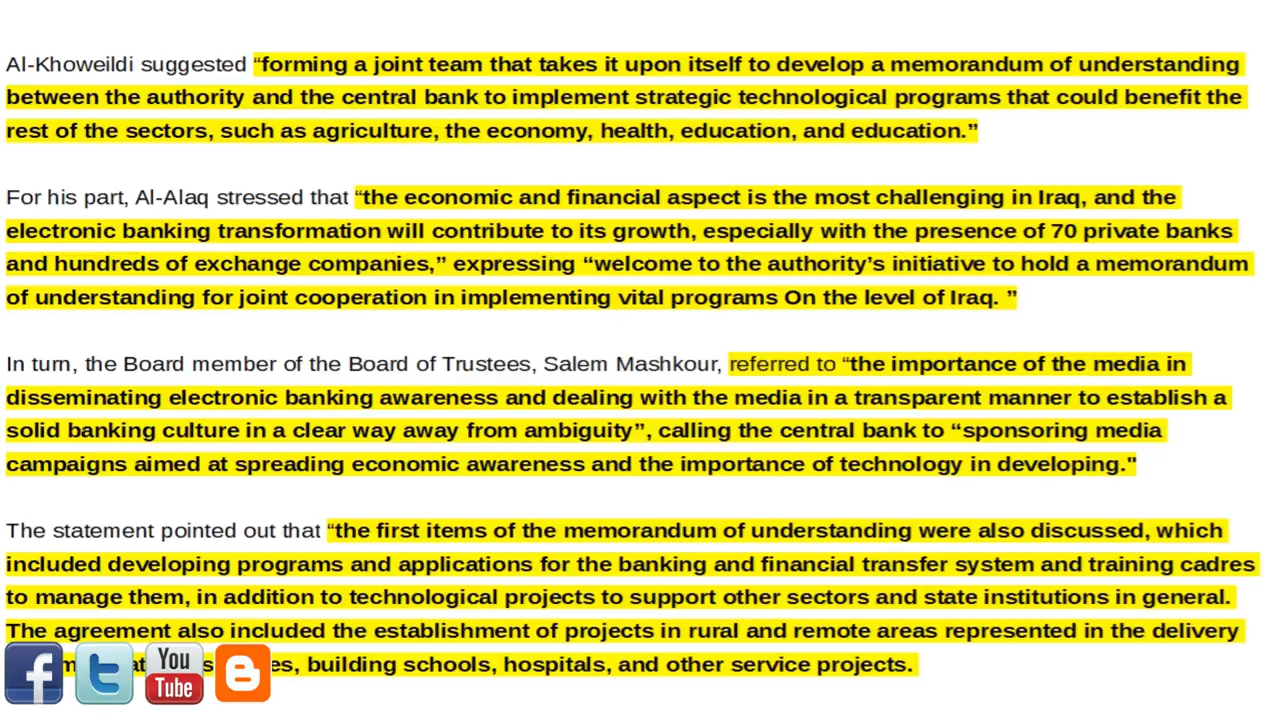 Al-Khoweildi suggested “forming a joint team that takes it upon itself to develop a memorandum of understanding
between the authority and the central bank to implement strategic technological programs that could benefit the
rest of the sectors, such as agriculture, the economy, health, education, and education.”
For his part, Al-Alaq stressed that “the economic and financial aspect is the most challenging in Iraq, and the
electronic banking transformation will contribute to its growth, especially with the presence of 70 private banks
and hundreds of exchange companies,” expressing “welcome to the authority’s initiative to hold a memorandum
of understanding for joint cooperation in implementing vital programs On the level of Iraq. ”
In turn, the Board member of the Board of Trustees, Salem Mashkour, referred to “the importance of the media in
disseminating electronic banking awareness and dealing with the media in a transparent manner to establish a
solid banking culture in a clear way away from ambiguity”, calling the central bank to “sponsoring media
campaigns aimed at spreading economic awareness and the importance of technology in developing."
The statement pointed out that “the first items of the memorandum of understanding were also discussed, which
included developing programs and applications for the banking and financial transfer system and training cadres
to manage them, in addition to technological projects to support other sectors and state institutions in general.
The agreement also included the establishment of projects in rural and remote areas represented in the delivery
building schools, hospitals, and other service projects.
You
Tube